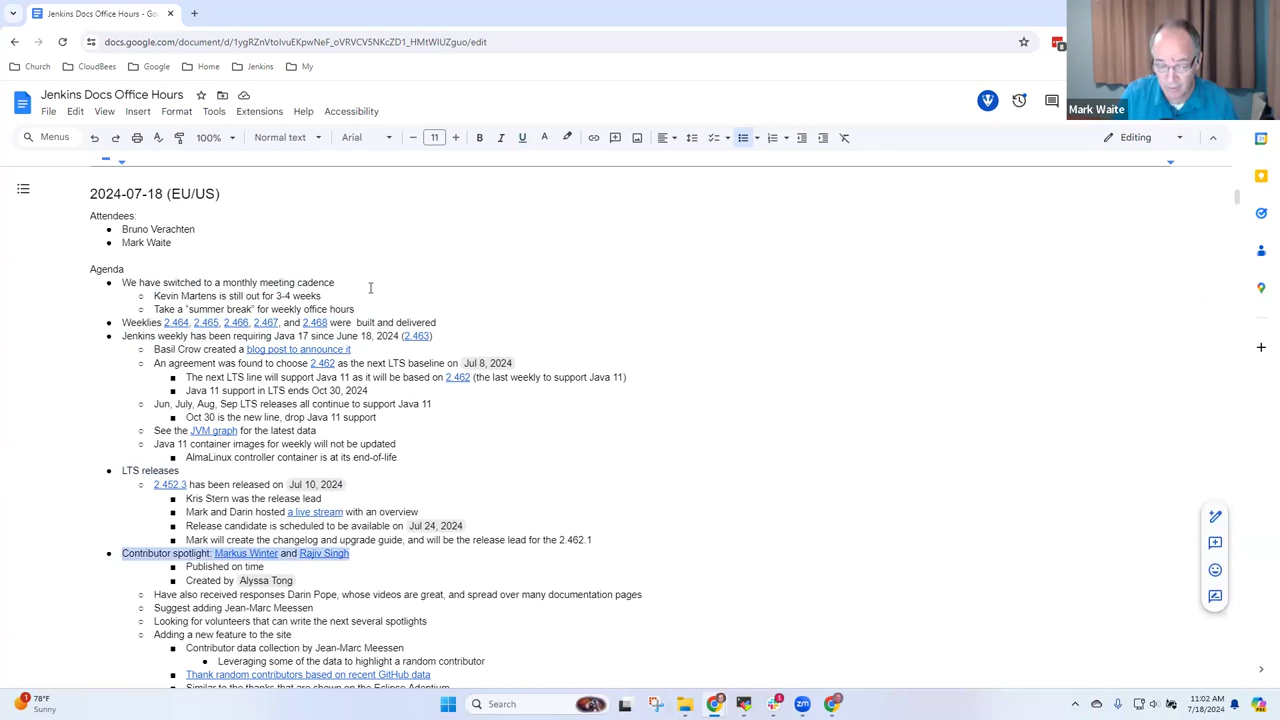 Jenkins Docs Office Hours - Go
docs.google.com/document/d/1ygRZnVtoIvuEKpwNeF_oVRVCV5NKcZD1_HMtWIUZguo/edit
Church
CloudBees
Google
Home
Jenkins
My
Mark Waite
Jenkins Docs Office Hours
File Edit View Insert Format Tools Extensions Help Accessibility
Menus 100% Normal text Arial 11 Editing
2024-07-18 (EU/US)
Attendees:
Bruno Verachten
Mark Waite
Agenda
We have switched to a monthly meeting cadence
Kevin Martens is still out for 3-4 weeks
Take a "summer break" for weekly office hours
Weeklies 2.464, 2.465, 2.466, 2.467, and 2.468 were built and delivered
Jenkins weekly has been requiring Java 17 since June 18, 2024 (2.463)
Basil Crow created a blog post to announce it
An agreement was found to choose 2.462 as the next LTS baseline on Jul 8, 2024
The next LTS line will support Java 11 as it will be based on 2.462 (the last weekly to support Java 11)
Java 11 support in LTS ends Oct 30, 2024
Jun, July, Aug, Sep LTS releases all continue to support Java 11
Oct 30 is the new line, drop Java 11 support
See the JVM graph for the latest data
Java 11 container images for weekly will not be updated
AlmaLinux controller container is at its end-of-life
LTS releases
2.452.3 has been released on Jul 10, 2024
Kris Stern was the release lead
Mark and Darin hosted a live stream with an overview
Release candidate is scheduled to be available on Jul 24, 2024
Mark will create the changelog and upgrade guide, and will be the release lead for the 2.462.1
Contributor spotlight: Markus Winter and Rajiv Singh
Published on time
Created by Alyssa Tong
Have also received responses Darin Pope, whose videos are great, and spread over many documentation pages
Suggest adding Jean-Marc Meessen
Looking for volunteers that can write the next several spotlights
Adding a new feature to the site
Contributor data collection by Jean-Marc Meessen
Leveraging some of the data to highlight a random contributor
Thank random contributors based on recent GitHub data
Similar to the thanks that are shown on the Eclipse Adoptium
78°F
Sunny
Search
11:02 AM
7/18/2024